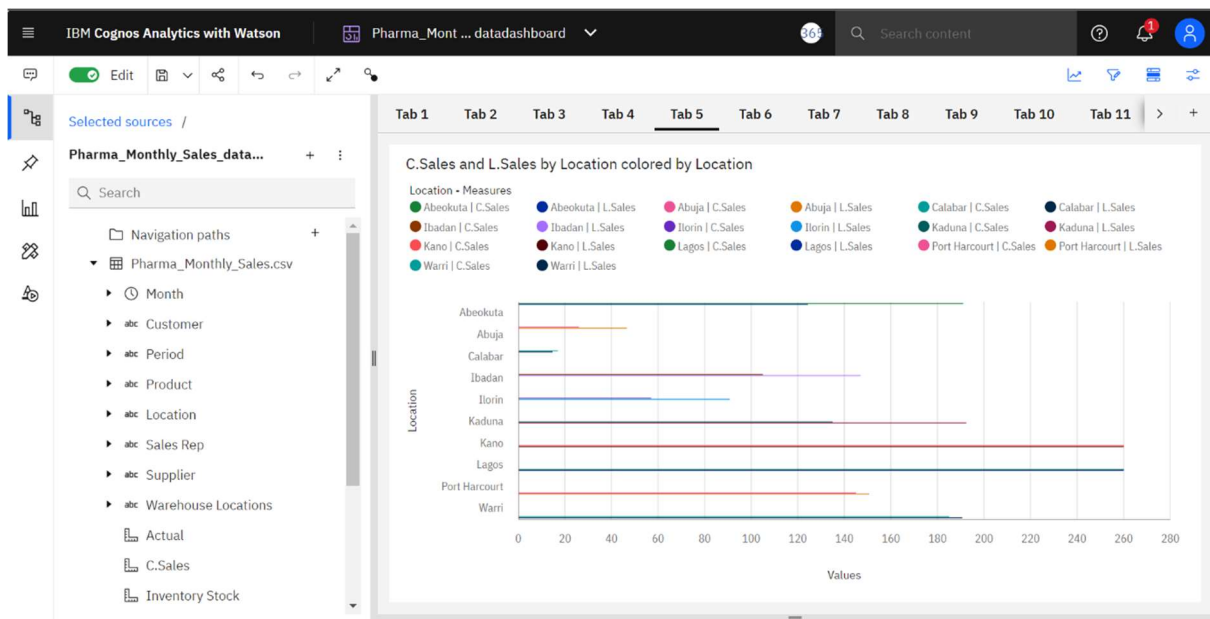 IBM Cognos Analytics with Watson
Pharma_Mont ... datadashboard
365
Search content
1
Edit
Tab 1 Tab 2 Tab 3 Tab 4 Tab 5 Tab 6 Tab 7 Tab 8 Tab 9 Tab 10 Tab 11
Selected sources /
Pharma_Monthly_Sales_data...
Search
Navigation paths
Pharma_Monthly_Sales.csv
Month
abc Customer
abc Period
abc Product
abc Location
abc Sales Rep
abc Supplier
abc Warehouse Locations
Actual
C.Sales
Inventory Stock
C.Sales and L.Sales by Location colored by Location
Location - Measures
Abeokuta | C.Sales Abeokuta | L.Sales Abuja | C.Sales Abuja | L.Sales Calabar | C.Sales Calabar | L.Sales
Ibadan | C.Sales Ibadan | L.Sales Ilorin | C.Sales Ilorin | L.Sales Kaduna | C.Sales Kaduna | L.Sales
Kano | C.Sales Kano | L.Sales Lagos | C.Sales Lagos | L.Sales Port Harcourt | C.Sales Port Harcourt | L.Sales
Warri | C.Sales Warri | L.Sales
Location
Abeokuta
Abuja
Calabar
Ibadan
Ilorin
Kaduna
Kano
Lagos
Port Harcourt
Warri
0 20 40 60 80 100 120 140 160 180 200 220 240 260 280
Values